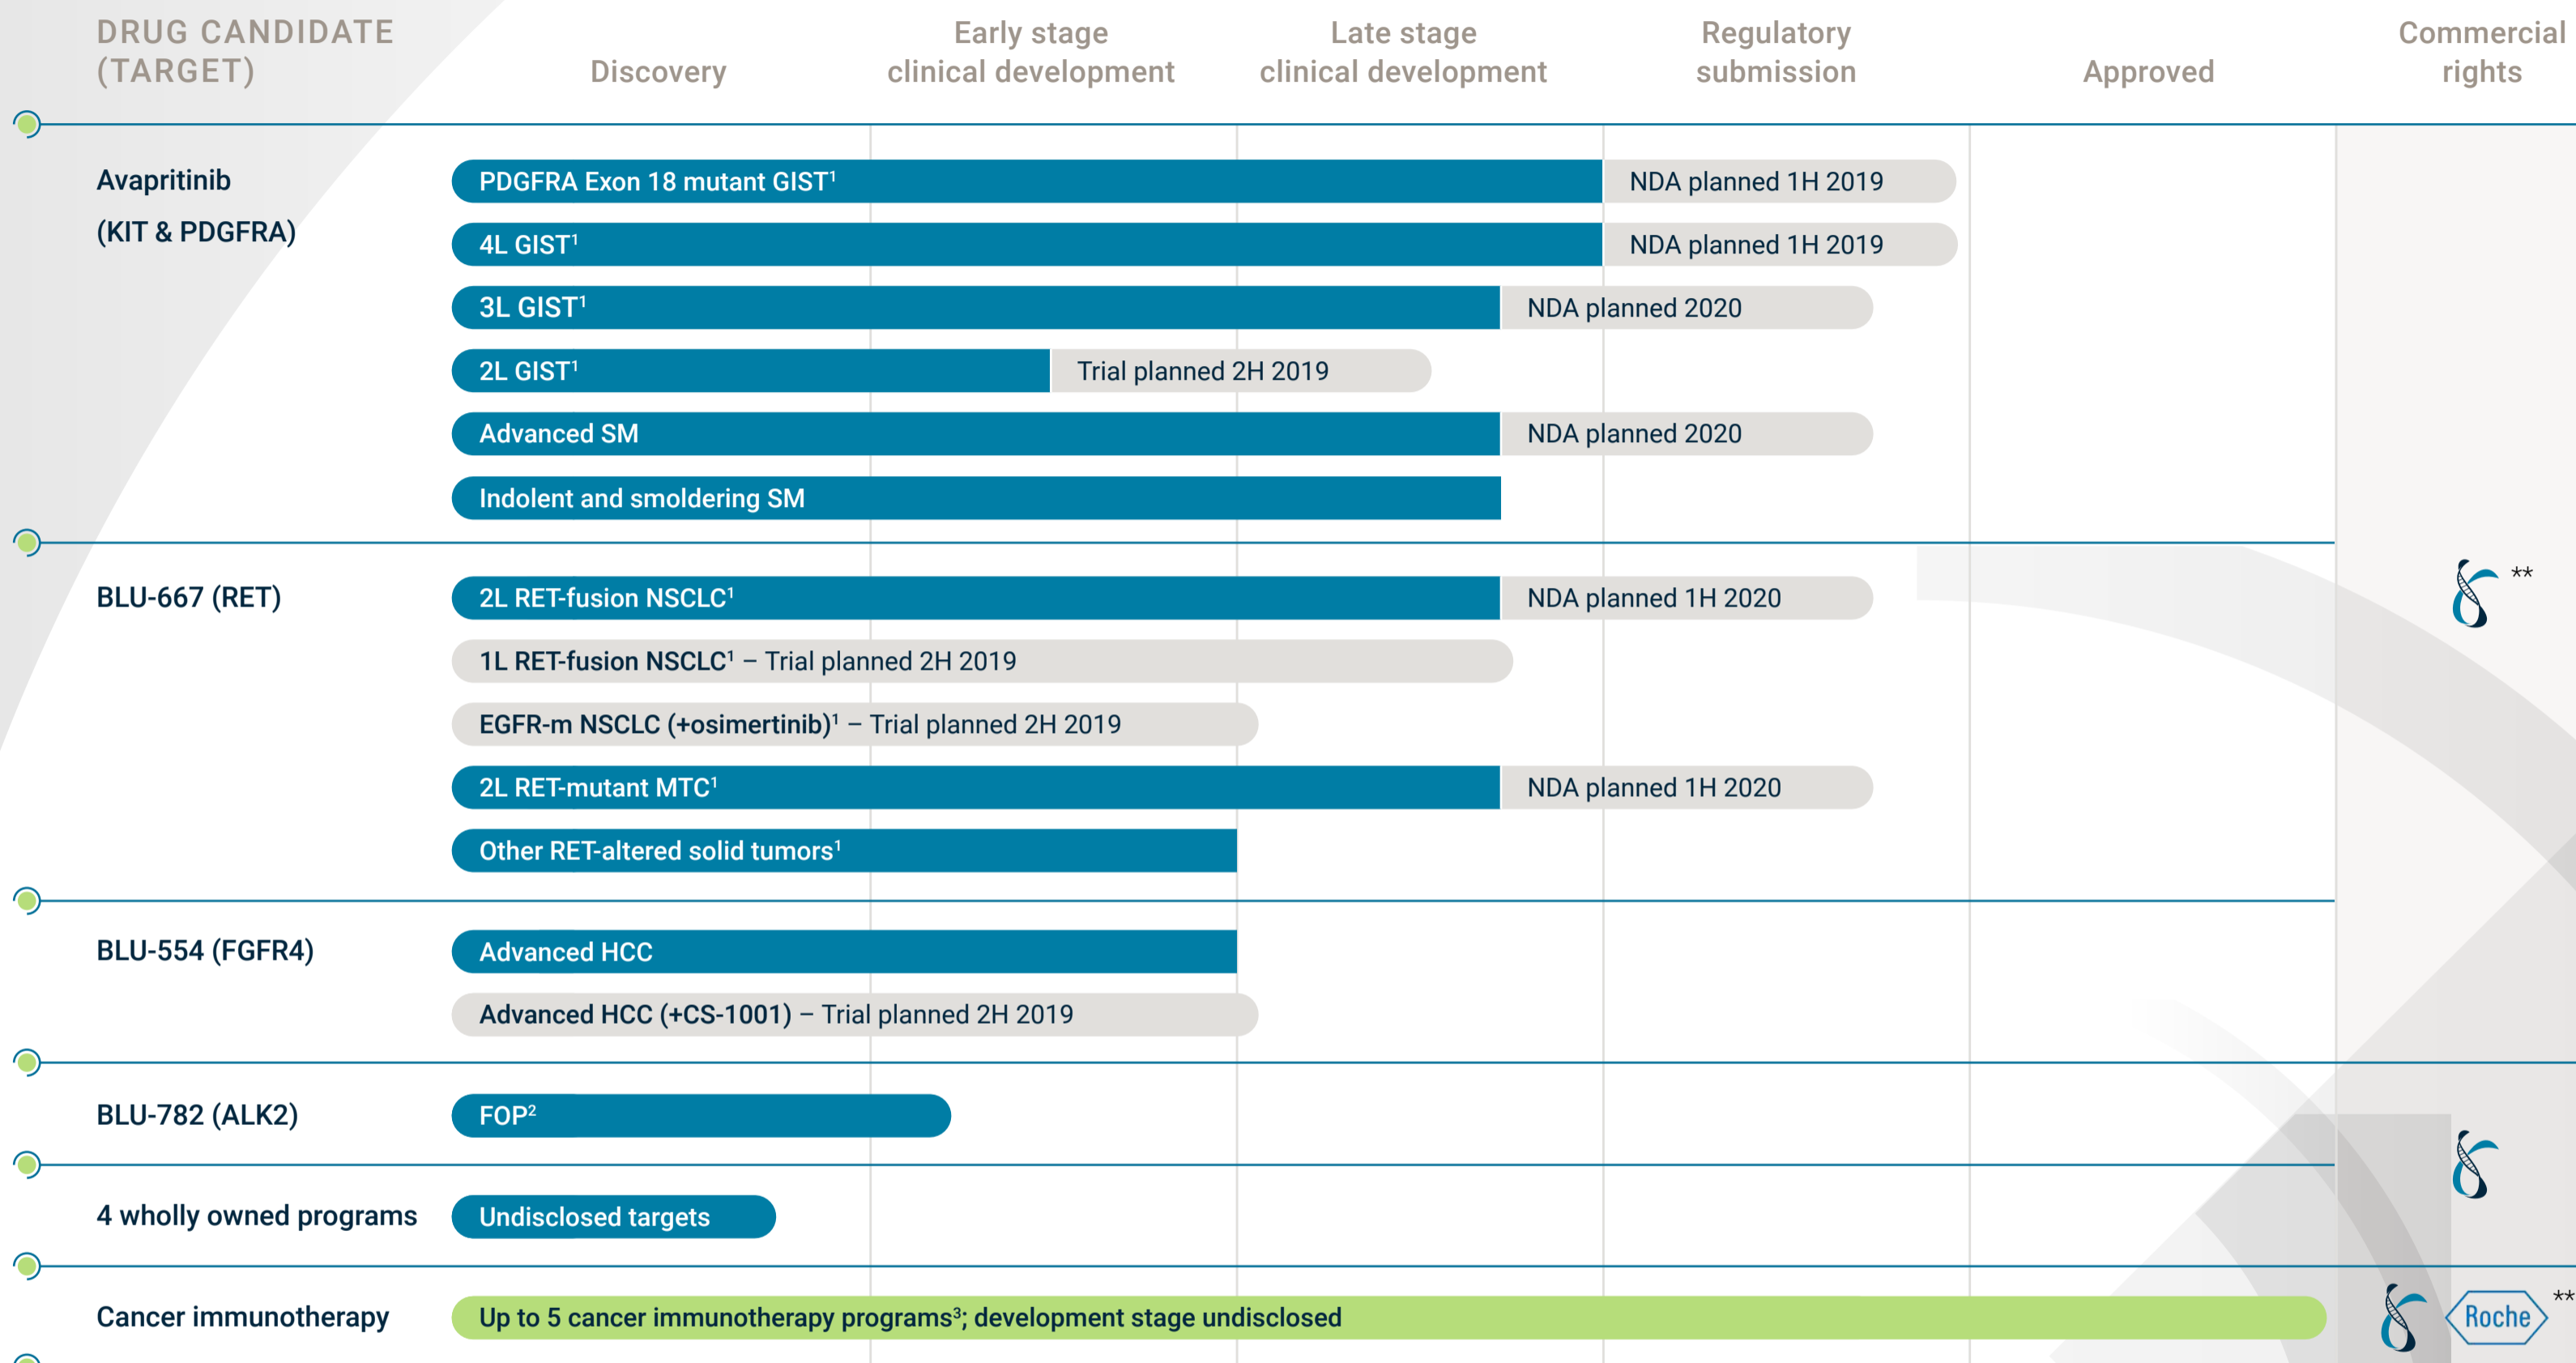 DRUG CANDIDATE
(TARGET)
Discovery
Early stage
clinical development
Late stage
clinical development
Regulatory
submission
Approved
Commercial
rights
Avapritinib
(KIT & PDGFRA)
PDGFRA Exon 18 mutant GIST¹
NDA planned 1H 2019
4L GIST¹
NDA planned 1H 2019
3L GIST¹
NDA planned 2020
2L GIST¹
Trial planned 2H 2019
Advanced SM
NDA planned 2020
Indolent and smoldering SM
BLU-667 (RET)
2L RET-fusion NSCLC¹
NDA planned 1H 2020
**
1L RET-fusion NSCLC¹ – Trial planned 2H 2019
EGFR-m NSCLC (+osimertinib)¹ – Trial planned 2H 2019
2L RET-mutant MTC¹
NDA planned 1H 2020
Other RET-altered solid tumors¹
BLU-554 (FGFR4)
Advanced HCC
Advanced HCC (+CS-1001) – Trial planned 2H 2019
BLU-782 (ALK2)
FOP²
4 wholly owned programs
Undisclosed targets
Cancer immunotherapy
Up to 5 cancer immunotherapy programs³; development stage undisclosed
Roche
**